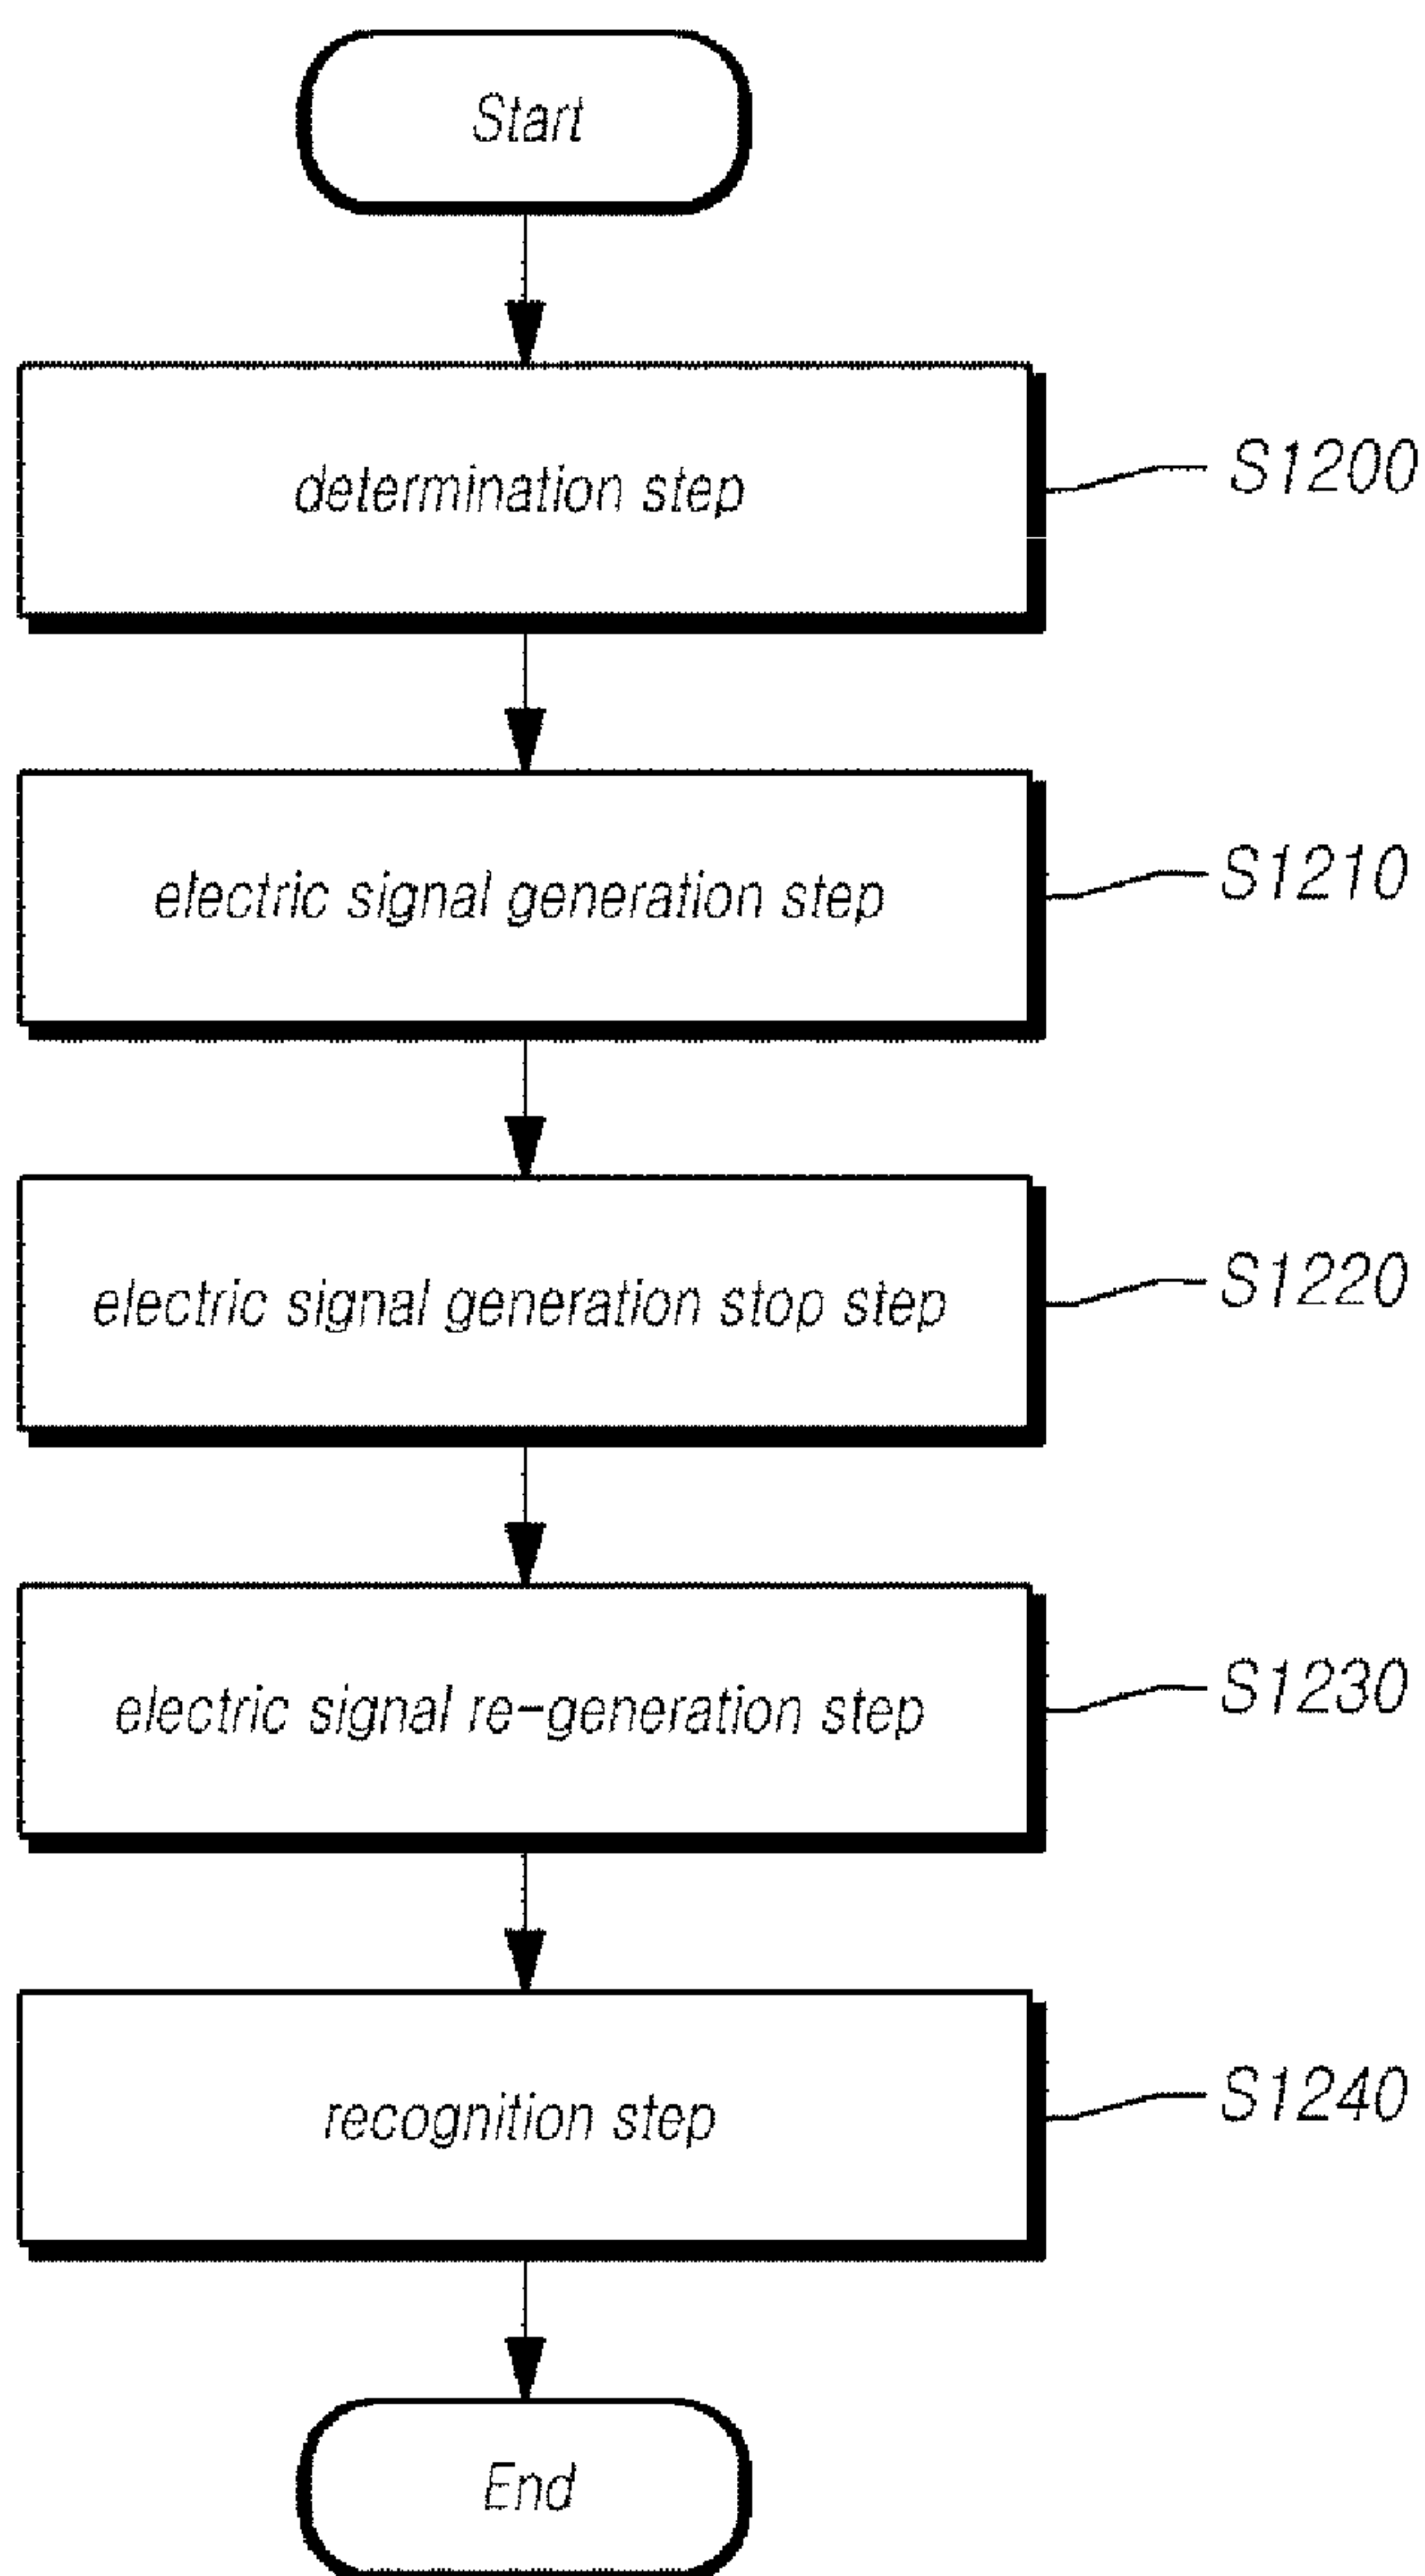 Start
determination step
S1200
electric signal generation step
S1210
electric signal generation stop step
S1220
electric signal re-generation step
S1230
recognition step
S1240
End